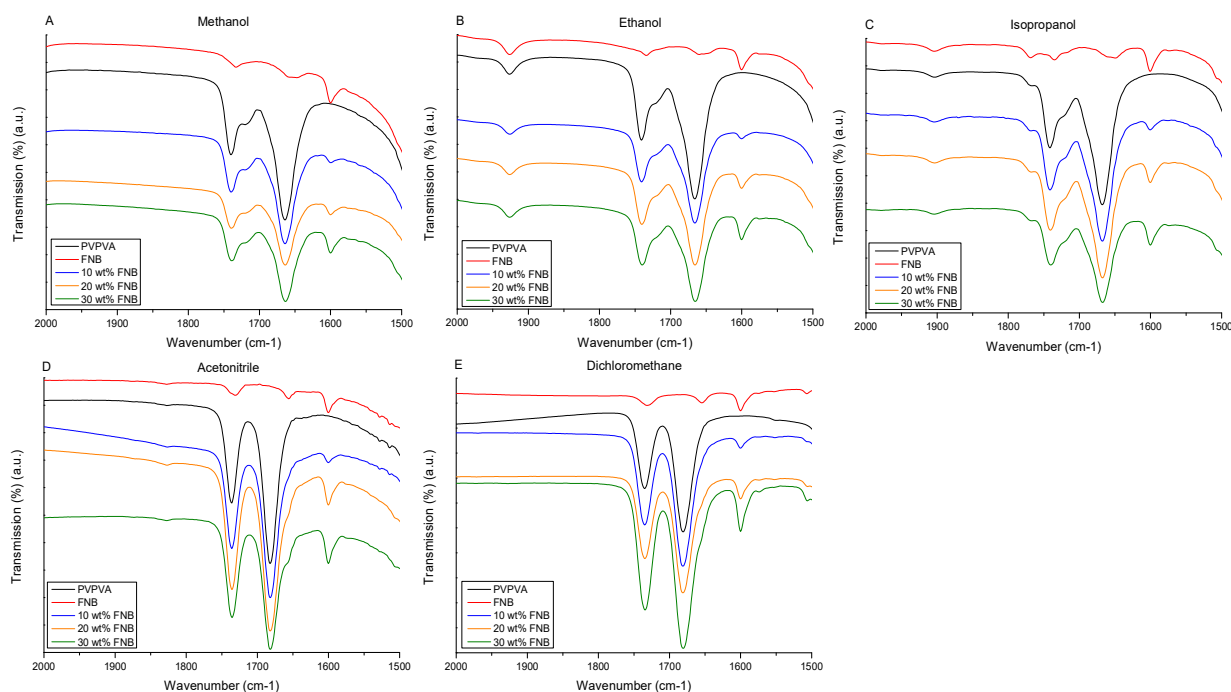 A
Methanol
Transmission (%) (a.u.)
PVPVA
FNB
10 wt% FNB
20 wt% FNB
30 wt% FNB
2000 1900 1800 1700 1600 1500
Wavenumber (cm-1)
B
Ethanol
Transmission (%) (a.u.)
PVPVA
FNB
10 wt% FNB
20 wt% FNB
30 wt% FNB
2000 1900 1800 1700 1600 1500
Wavenumber (cm-1)
C
Isopropanol
Transmission (%) (a.u.)
PVPVA
FNB
10 wt% FNB
20 wt% FNB
30 wt% FNB
2000 1900 1800 1700 1600 1500
Wavenumber (cm-1)
D
Acetonitrile
Transmission (%) (a.u.)
PVPVA
FNB
10 wt% FNB
20 wt% FNB
30 wt% FNB
2000 1900 1800 1700 1600 1500
Wavenumber (cm-1)
E
Dichloromethane
Transmission (%) (a.u.)
PVPVA
FNB
10 wt% FNB
20 wt% FNB
30 wt% FNB
2000 1900 1800 1700 1600 1500
Wavenumber (cm-1)